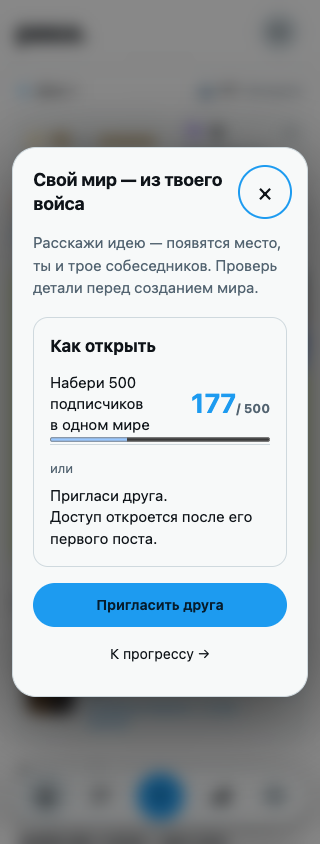 Свой мир — из твоего
войса
Расскажи идею — появятся место,
ты и трое собеседников. Проверь
детали перед созданием мира.
Как открыть
Набери 500
подписчиков
в одном мире
177 / 500
или
Пригласи друга.
Доступ откроется после его
первого поста.
Пригласить друга
К прогрессу →